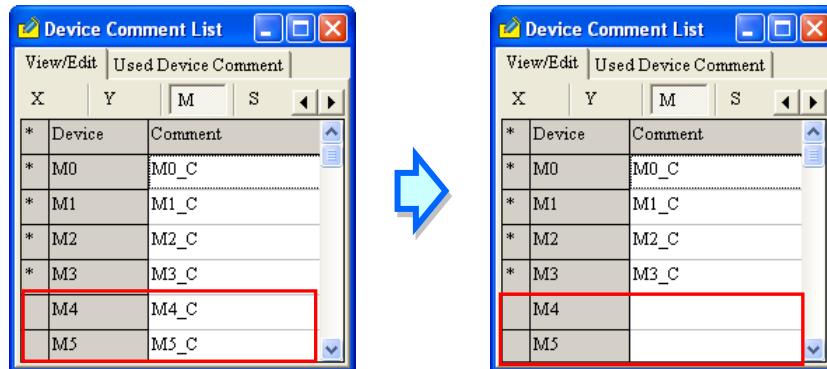 Device Comment List
View/Edit Used Device Comment
X Y M S
* Device Comment
* M0 M0_C
* M1 M1_C
* M2 M2_C
* M3 M3_C
M4 M4_C
M5 M5_C
Device Comment List
View/Edit Used Device Comment
X Y M S
* Device Comment
* M0 M0_C
* M1 M1_C
* M2 M2_C
* M3 M3_C
M4
M5